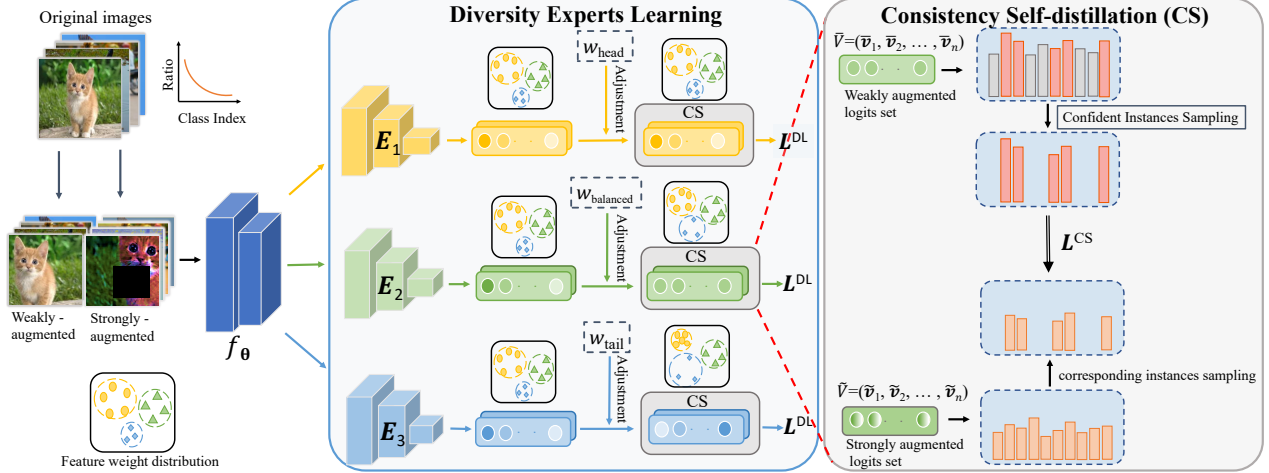 Original images
Ratio
Class Index
Weakly -
augmented
Strongly -
augmented
f_θ
Feature weight distribution
Diversity Experts Learning
E_1
w_head
Adjustment
CS
L^DL
E_2
w_balanced
Adjustment
CS
L^DL
E_3
w_tail
Adjustment
CS
L^DL
Consistency Self-distillation (CS)
V̄=(v̄_1, v̄_2, … , v̄_n)
Weakly augmented
logits set
Confident Instances Sampling
L^CS
corresponding instances sampling
Ṽ=(ṽ_1, ṽ_2, … , ṽ_n)
Strongly augmented
logits set